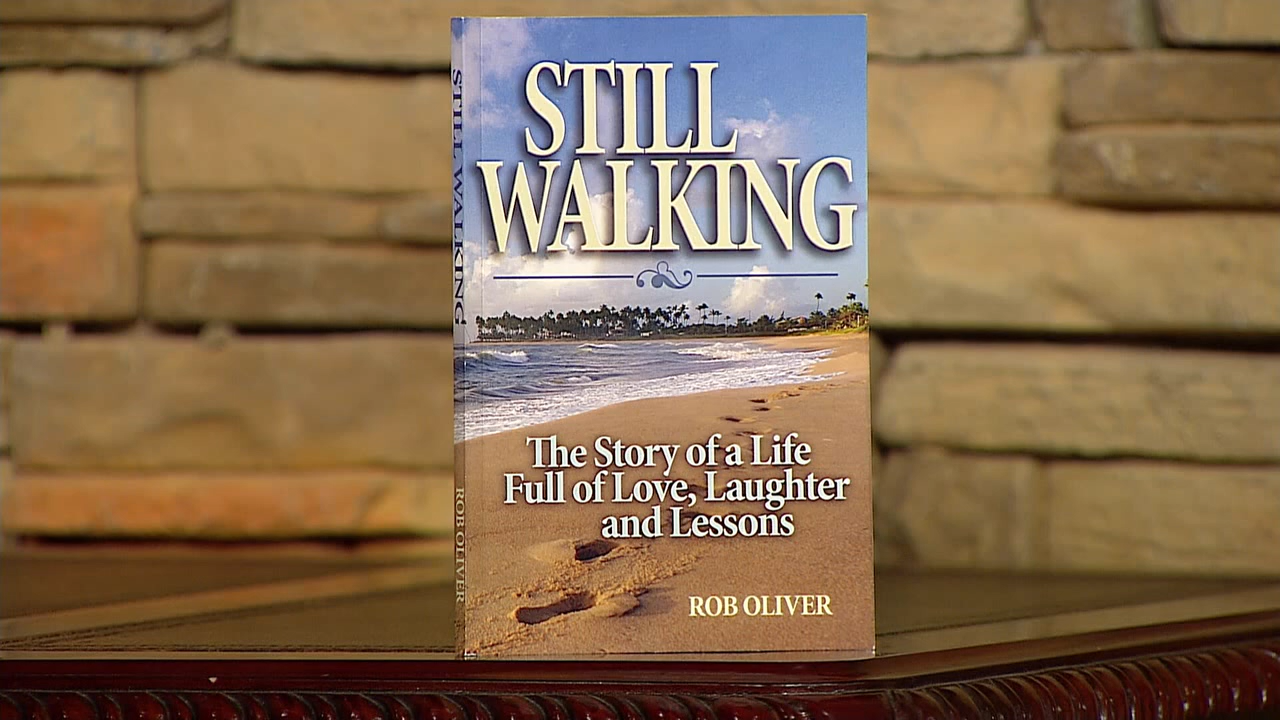 STILL WALKING
ROB OLIVER
STILL
WALKING
The Story of a Life
Full of Love, Laughter
and Lessons
ROB OLIVER